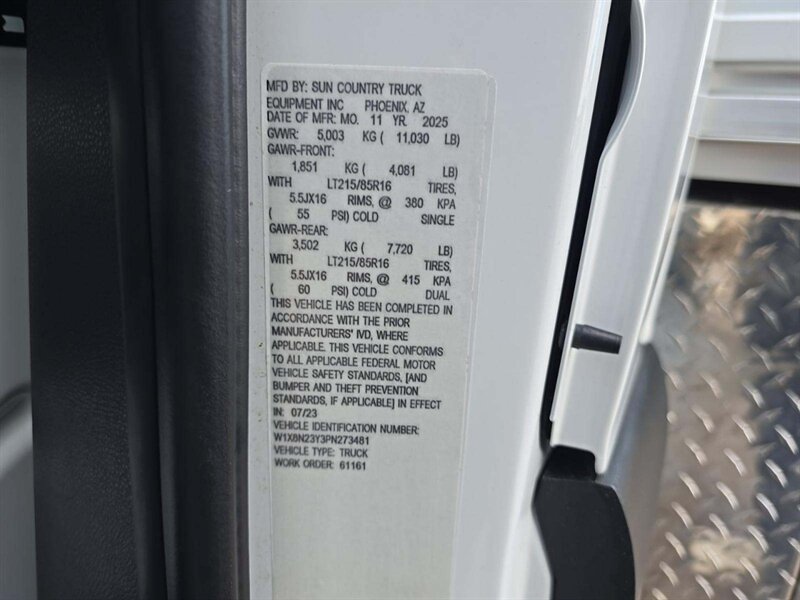 MFD BY: SUN COUNTRY TRUCK
EQUIPMENT INC PHOENIX, AZ
DATE OF MFR: MO. 11 YR. 2025
GVWR: 5,003 KG ( 11,030 LB)
GAWR-FRONT:
1,851 KG ( 4,081 LB)
WITH LT215/85R16 TIRES,
5.5JX16 RIMS, @ 380 KPA
( 55 PSI) COLD SINGLE
GAWR-REAR:
3,502 KG ( 7,720 LB)
WITH LT215/85R16 TIRES,
5.5JX16 RIMS, @ 415 KPA
( 60 PSI) COLD DUAL
THIS VEHICLE HAS BEEN COMPLETED IN
ACCORDANCE WITH THE PRIOR
MANUFACTURERS' IVD, WHERE
APPLICABLE. THIS VEHICLE CONFORMS
TO ALL APPLICABLE FEDERAL MOTOR
VEHICLE SAFETY STANDARDS, [AND
BUMPER AND THEFT PREVENTION
STANDARDS, IF APPLICABLE] IN EFFECT
IN: 07/23
VEHICLE IDENTIFICATION NUMBER:
W1X8N23Y3PN273481
VEHICLE TYPE: TRUCK
WORK ORDER: 61161